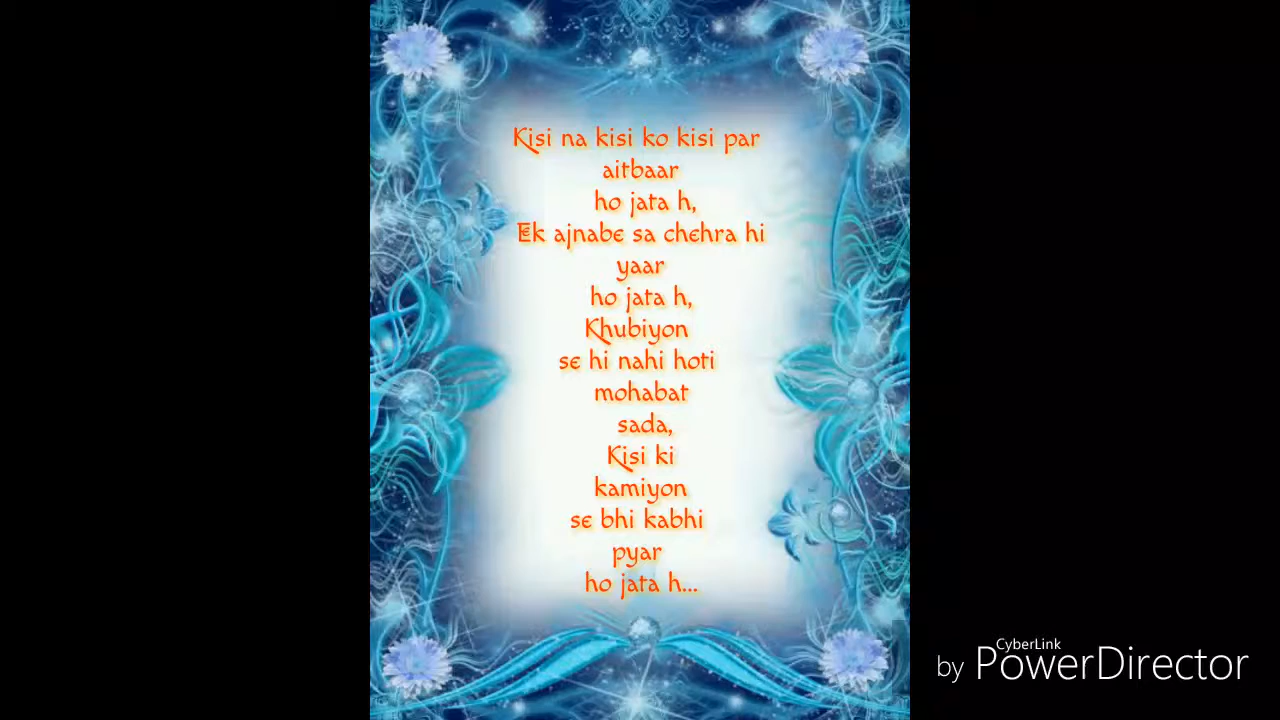 Kisi na kisi ko kisi par
aitbaar
ho jata h,
Ek ajnabe sa chehra hi
yaar
ho jata h,
Khubiyon
se hi nahi hoti
mohabat
sada,
Kisi ki
kamiyon
se bhi kabhi
pyar
ho jata h...
by CyberLink PowerDirector